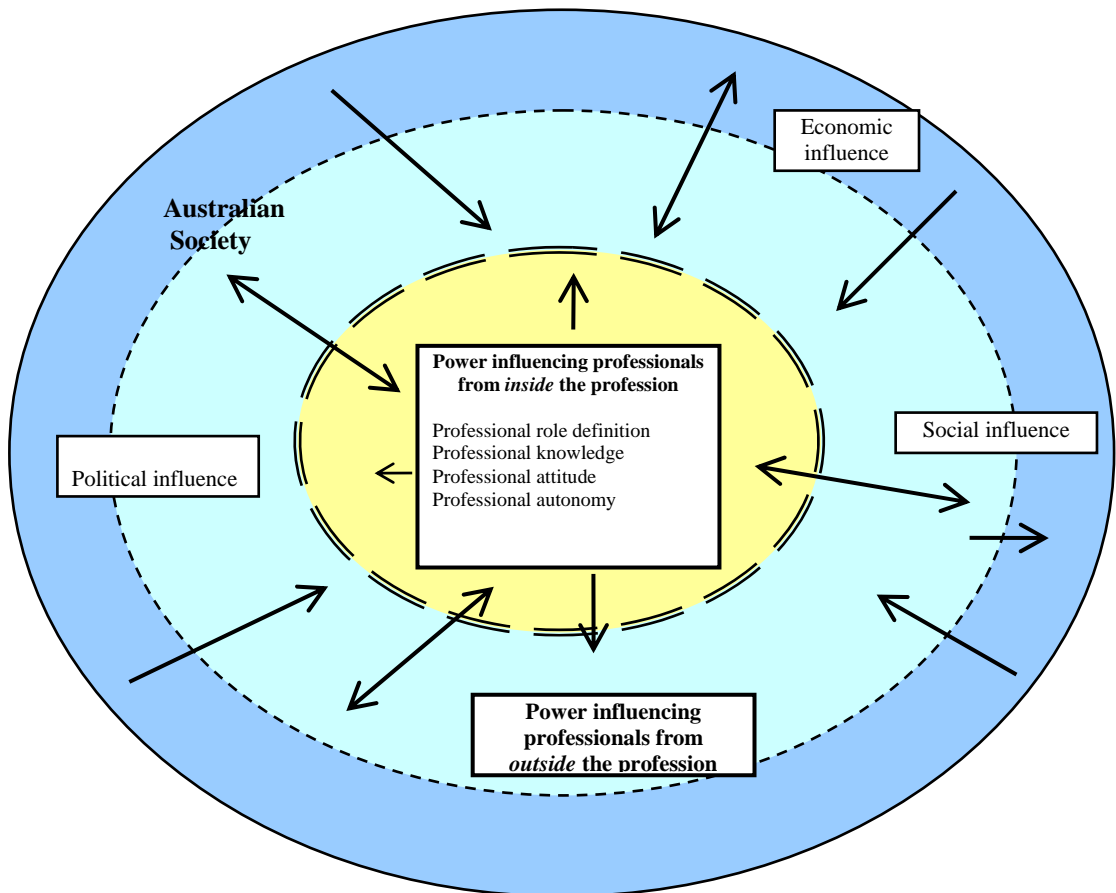 Economic
influence
Australian
Society
Power influencing professionals
from inside the profession
Professional role definition
Professional knowledge
Professional attitude
Professional autonomy
Social influence
Political influence
Power influencing
professionals from
outside the profession